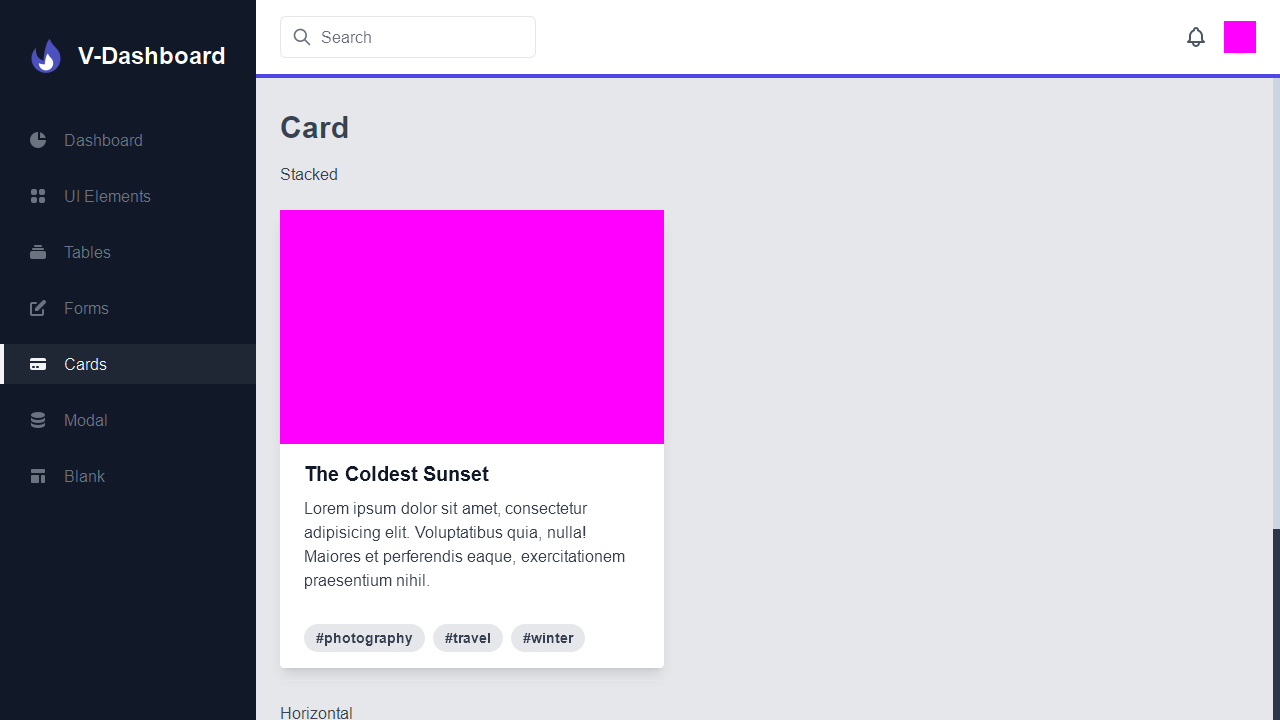 V-Dashboard
Search
Dashboard
UI Elements
Tables
Forms
Cards
Modal
Blank
Card
Stacked
The Coldest Sunset
Lorem ipsum dolor sit amet, consectetur
adipisicing elit. Voluptatibus quia, nulla!
Maiores et perferendis eaque, exercitationem
praesentium nihil.
#photography #travel #winter
Horizontal